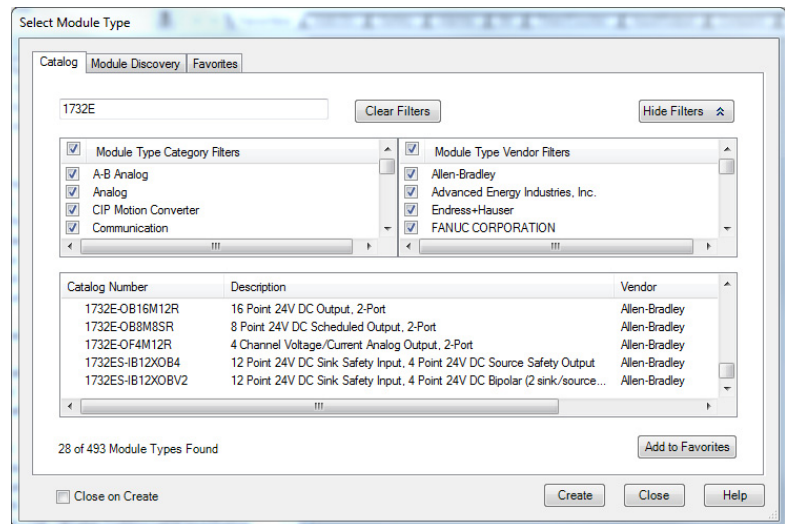 Select Module Type
Catalog Module Discovery Favorites
1732E Clear Filters Hide Filters
Module Type Category Filters Module Type Vendor Filters
A-B Analog Allen-Bradley
Analog Advanced Energy Industries, Inc.
CIP Motion Converter Endress+Hauser
Communication FANUC CORPORATION
Catalog Number Description Vendor
1732E-OB16M12R 16 Point 24V DC Output, 2-Port Allen-Bradley
1732E-OB8M8SR 8 Point 24V DC Scheduled Output, 2-Port Allen-Bradley
1732E-OF4M12R 4 Channel Voltage/Current Analog Output, 2-Port Allen-Bradley
1732ES-IB12XOB4 12 Point 24V DC Sink Safety Input, 4 Point 24V DC Source Safety Output Allen-Bradley
1732ES-IB12XOBV2 12 Point 24V DC Sink Safety Input, 4 Point 24V DC Bipolar (2 sink/source... Allen-Bradley
28 of 493 Module Types Found Add to Favorites
Close on Create Create Close Help